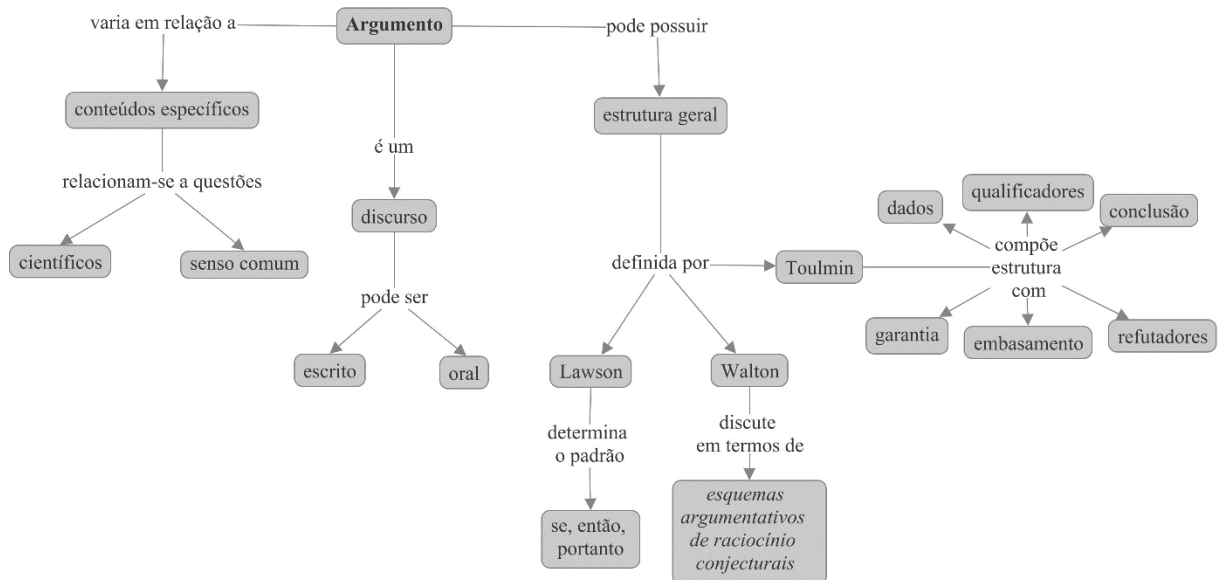 varia em relação a
Argumento
pode possuir
conteúdos específicos
estrutura geral
é um
relacionam-se a questões
qualificadores
dados
conclusão
discurso
científicos
senso comum
definida por
Toulmin
compõe
estrutura
com
pode ser
garantia
embasamento
refutadores
escrito
oral
Lawson
Walton
determina
o padrão
discute
em termos de
se, então,
portanto
esquemas
argumentativos
de raciocínio
conjecturais